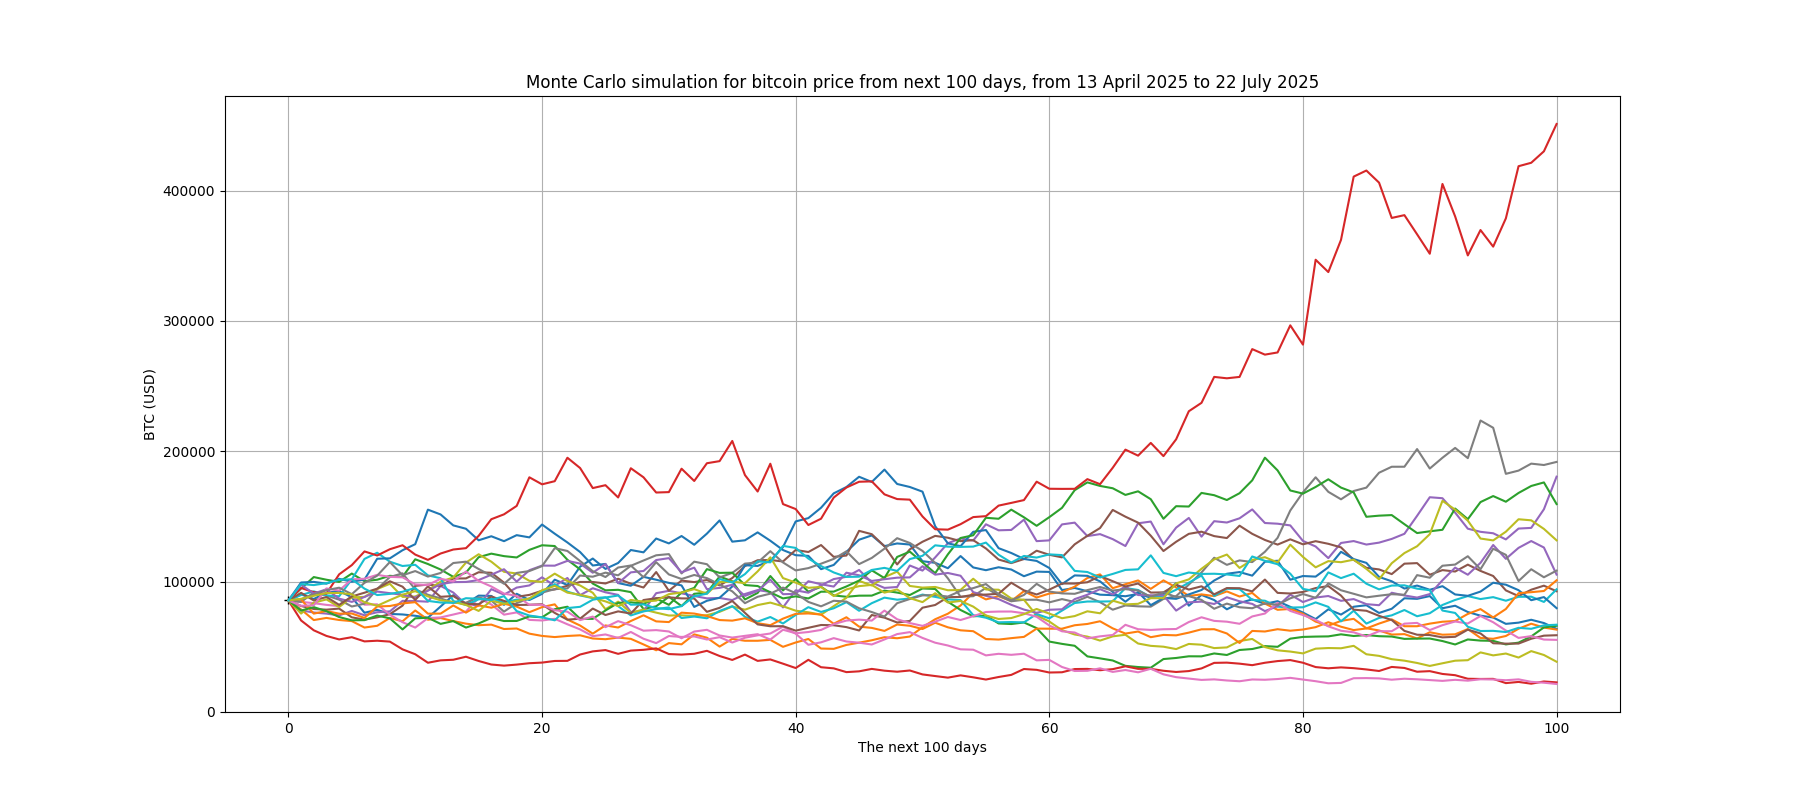 Monte Carlo simulation for bitcoin price from next 100 days, from 13 April 2025 to 22 July 2025
BTC (USD)
400000
300000
200000
100000
0
0 20 40 60 80 100
The next 100 days